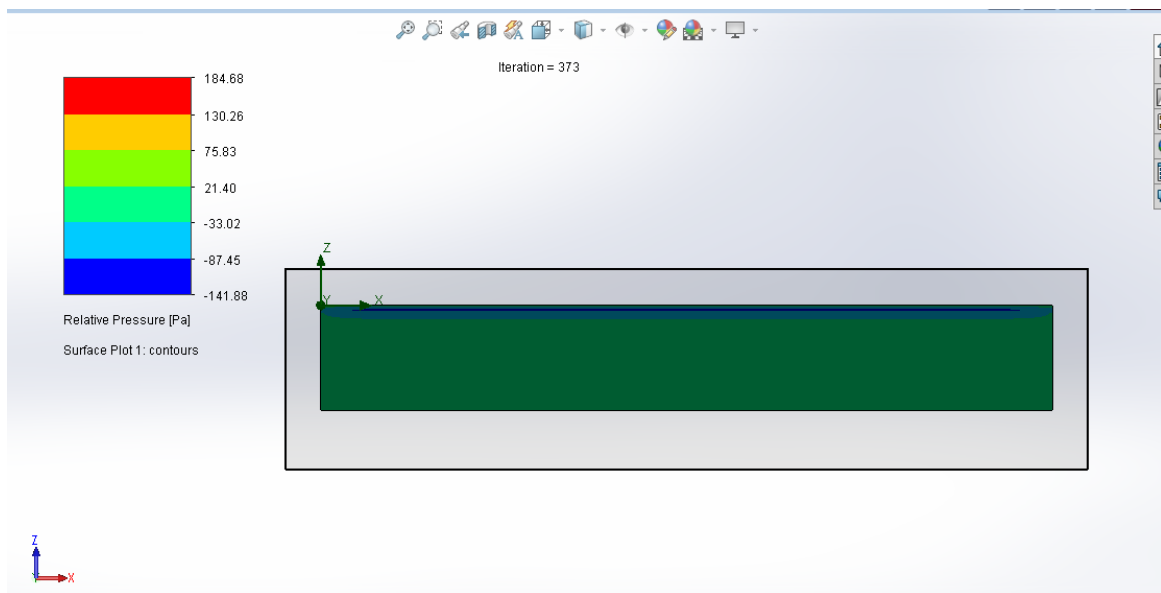 Iteration = 373
184.68
130.26
75.83
21.40
-33.02
-87.45
-141.88
Relative Pressure [Pa]
Surface Plot 1: contours
Z
Y
X
Z
X